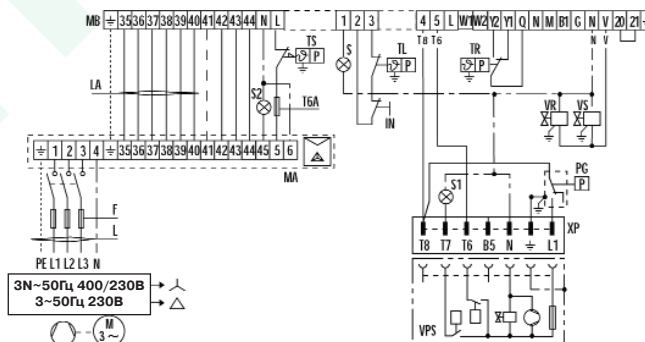 MB ⏚ 35 36 37 38 39 40 41 42 43 44 N L 1 2 3 4 5 L W1 W2 Y2 Y1 Q N M B1 G N V 20 21
T8 T6 N V
TS P S TL P TR P
LA S2 T6A IN VR VS
⏚ 1 2 3 4 ⏚ 35 36 37 38 39 40 41 42 43 44 45 5 6
MA
PG P
S1
F
L
XP
T8 T7 T6 B5 N ⏚ L1
PE L1 L2 L3 N
3N~50Гц 400/230В
3~50Гц 230В
M
3~
VPS